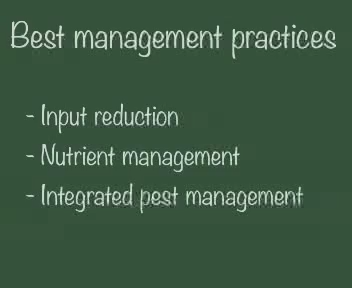 Best management practices
- Input reduction
- Nutrient management
- Integrated pest management